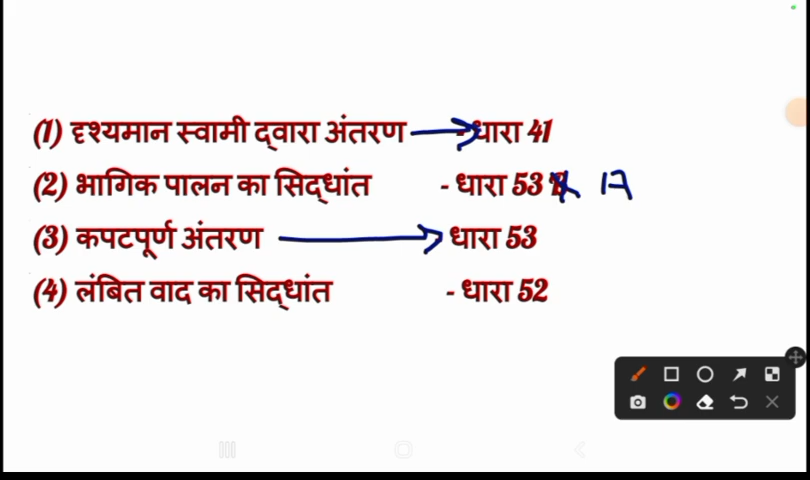 (1) दृश्यमान स्वामी द्वारा अंतरण - धारा 41
(2) भागिक पालन का सिद्धांत - धारा 53
(3) कपटपूर्ण अंतरण धारा 53
(4) लंबित वाद का सिद्धांत - धारा 52